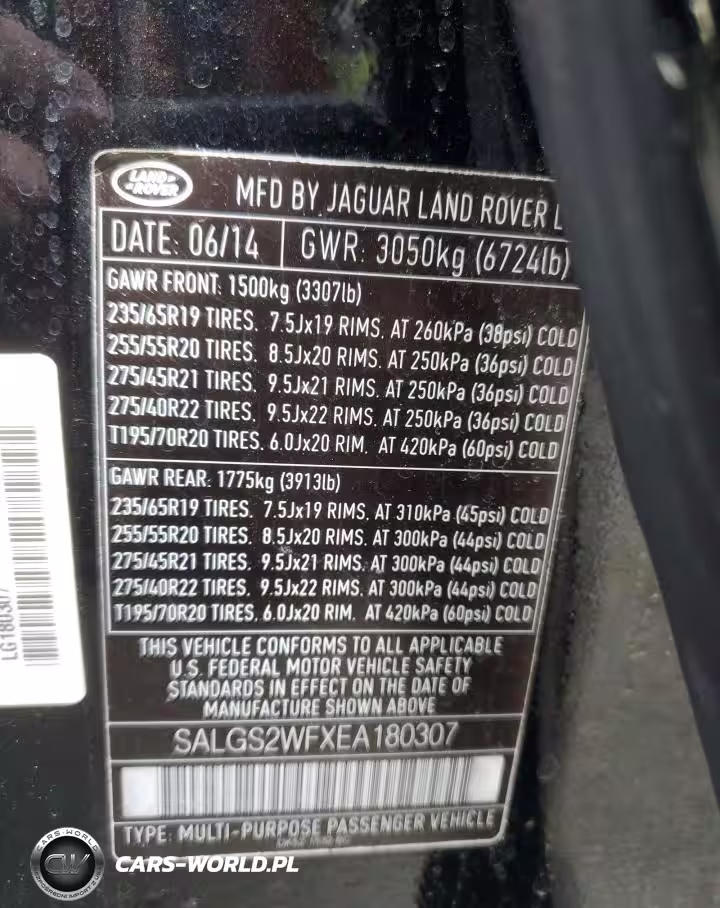 LAND
ROVER
MFD BY JAGUAR LAND ROVER L
DATE: 06/14 GWR: 3050kg (6724lb)
GAWR FRONT: 1500kg (3307lb)
235/65R19 TIRES. 7.5Jx19 RIMS. AT 260kPa (38psi) COLD
255/55R20 TIRES. 8.5Jx20 RIMS. AT 250kPa (36psi) COLD
275/45R21 TIRES. 9.5Jx21 RIMS. AT 250kPa (36psi) COLD
275/40R22 TIRES. 9.5Jx22 RIMS. AT 250kPa (36psi) COLD
T195/70R20 TIRES. 6.0Jx20 RIM. AT 420kPa (60psi) COLD
GAWR REAR: 1775kg (3913lb)
235/65R19 TIRES. 7.5Jx19 RIMS. AT 310kPa (45psi) COLD
255/55R20 TIRES. 8.5Jx20 RIMS. AT 300kPa (44psi) COLD
275/45R21 TIRES. 9.5Jx21 RIMS. AT 300kPa (44psi) COLD
275/40R22 TIRES. 9.5Jx22 RIMS. AT 300kPa (44psi) COLD
T195/70R20 TIRES. 6.0Jx20 RIM. AT 420kPa (60psi) COLD
THIS VEHICLE CONFORMS TO ALL APPLICABLE
U.S. FEDERAL MOTOR VEHICLE SAFETY
STANDARDS IN EFFECT ON THE DATE OF
MANUFACTURE SHOWN ABOVE
SALGS2WFXEA180307
TYPE: MULTI-PURPOSE PASSENGER VEHICLE
LG180307
CARS-WORLD
CW
BEZPOŚREDNI IMPORT Z USA
CARS-WORLD.PL